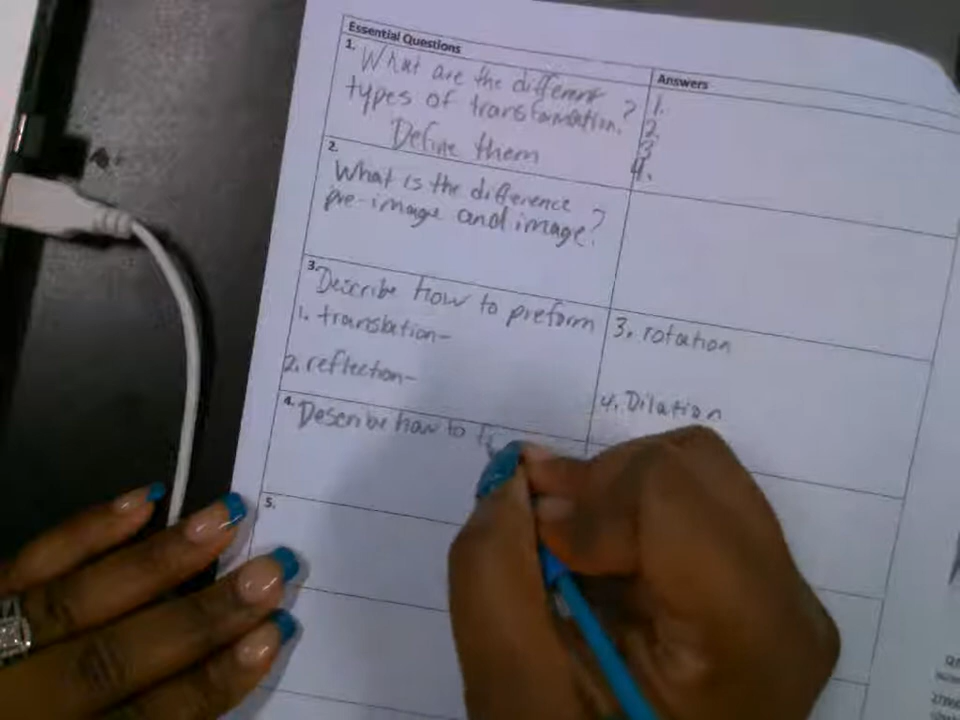 Essential Questions
Answers
1. What are the different
types of transformation?
Define them
1.
2.
3
4.
2.
What is the difference
pre-image and image?
3. Describe how to preform
1. translation-
2. reflection-
3. rotation
4. Dilation
4. Describe how to
5.